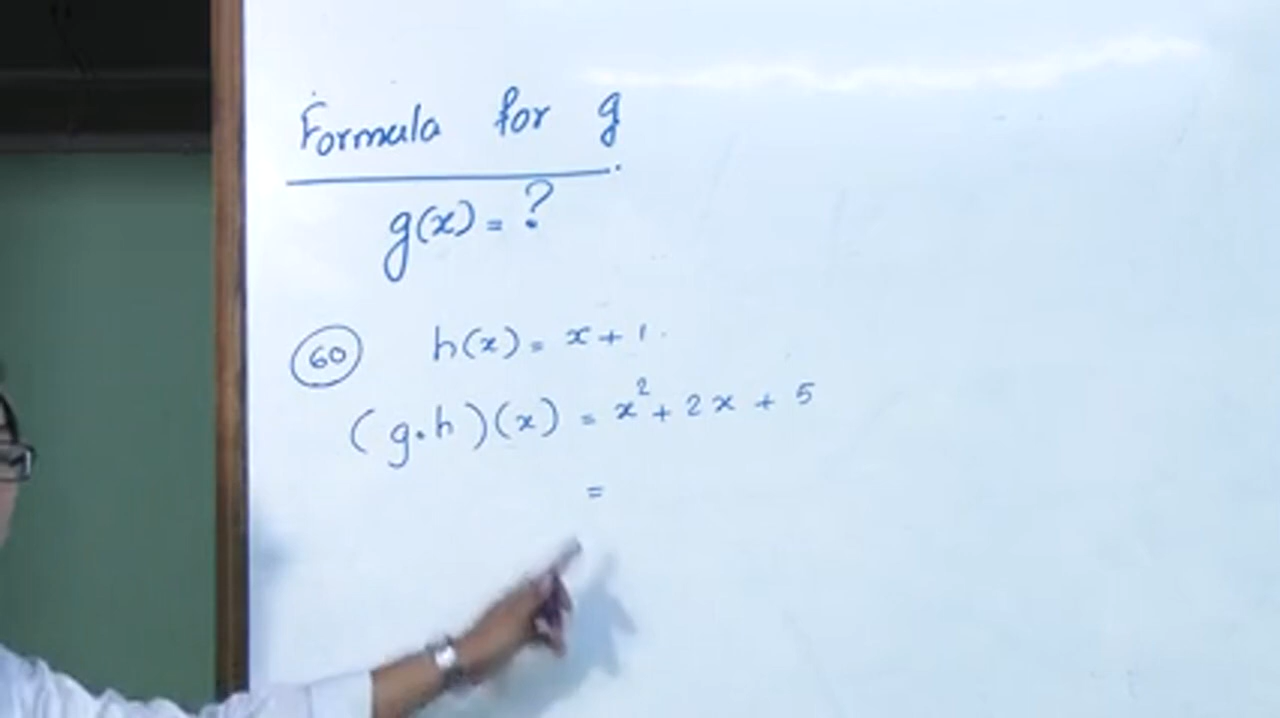 Formula for g
g(x) = ?
60 h(x) = x + 1.
(g∘h)(x) = x² + 2x + 5
=